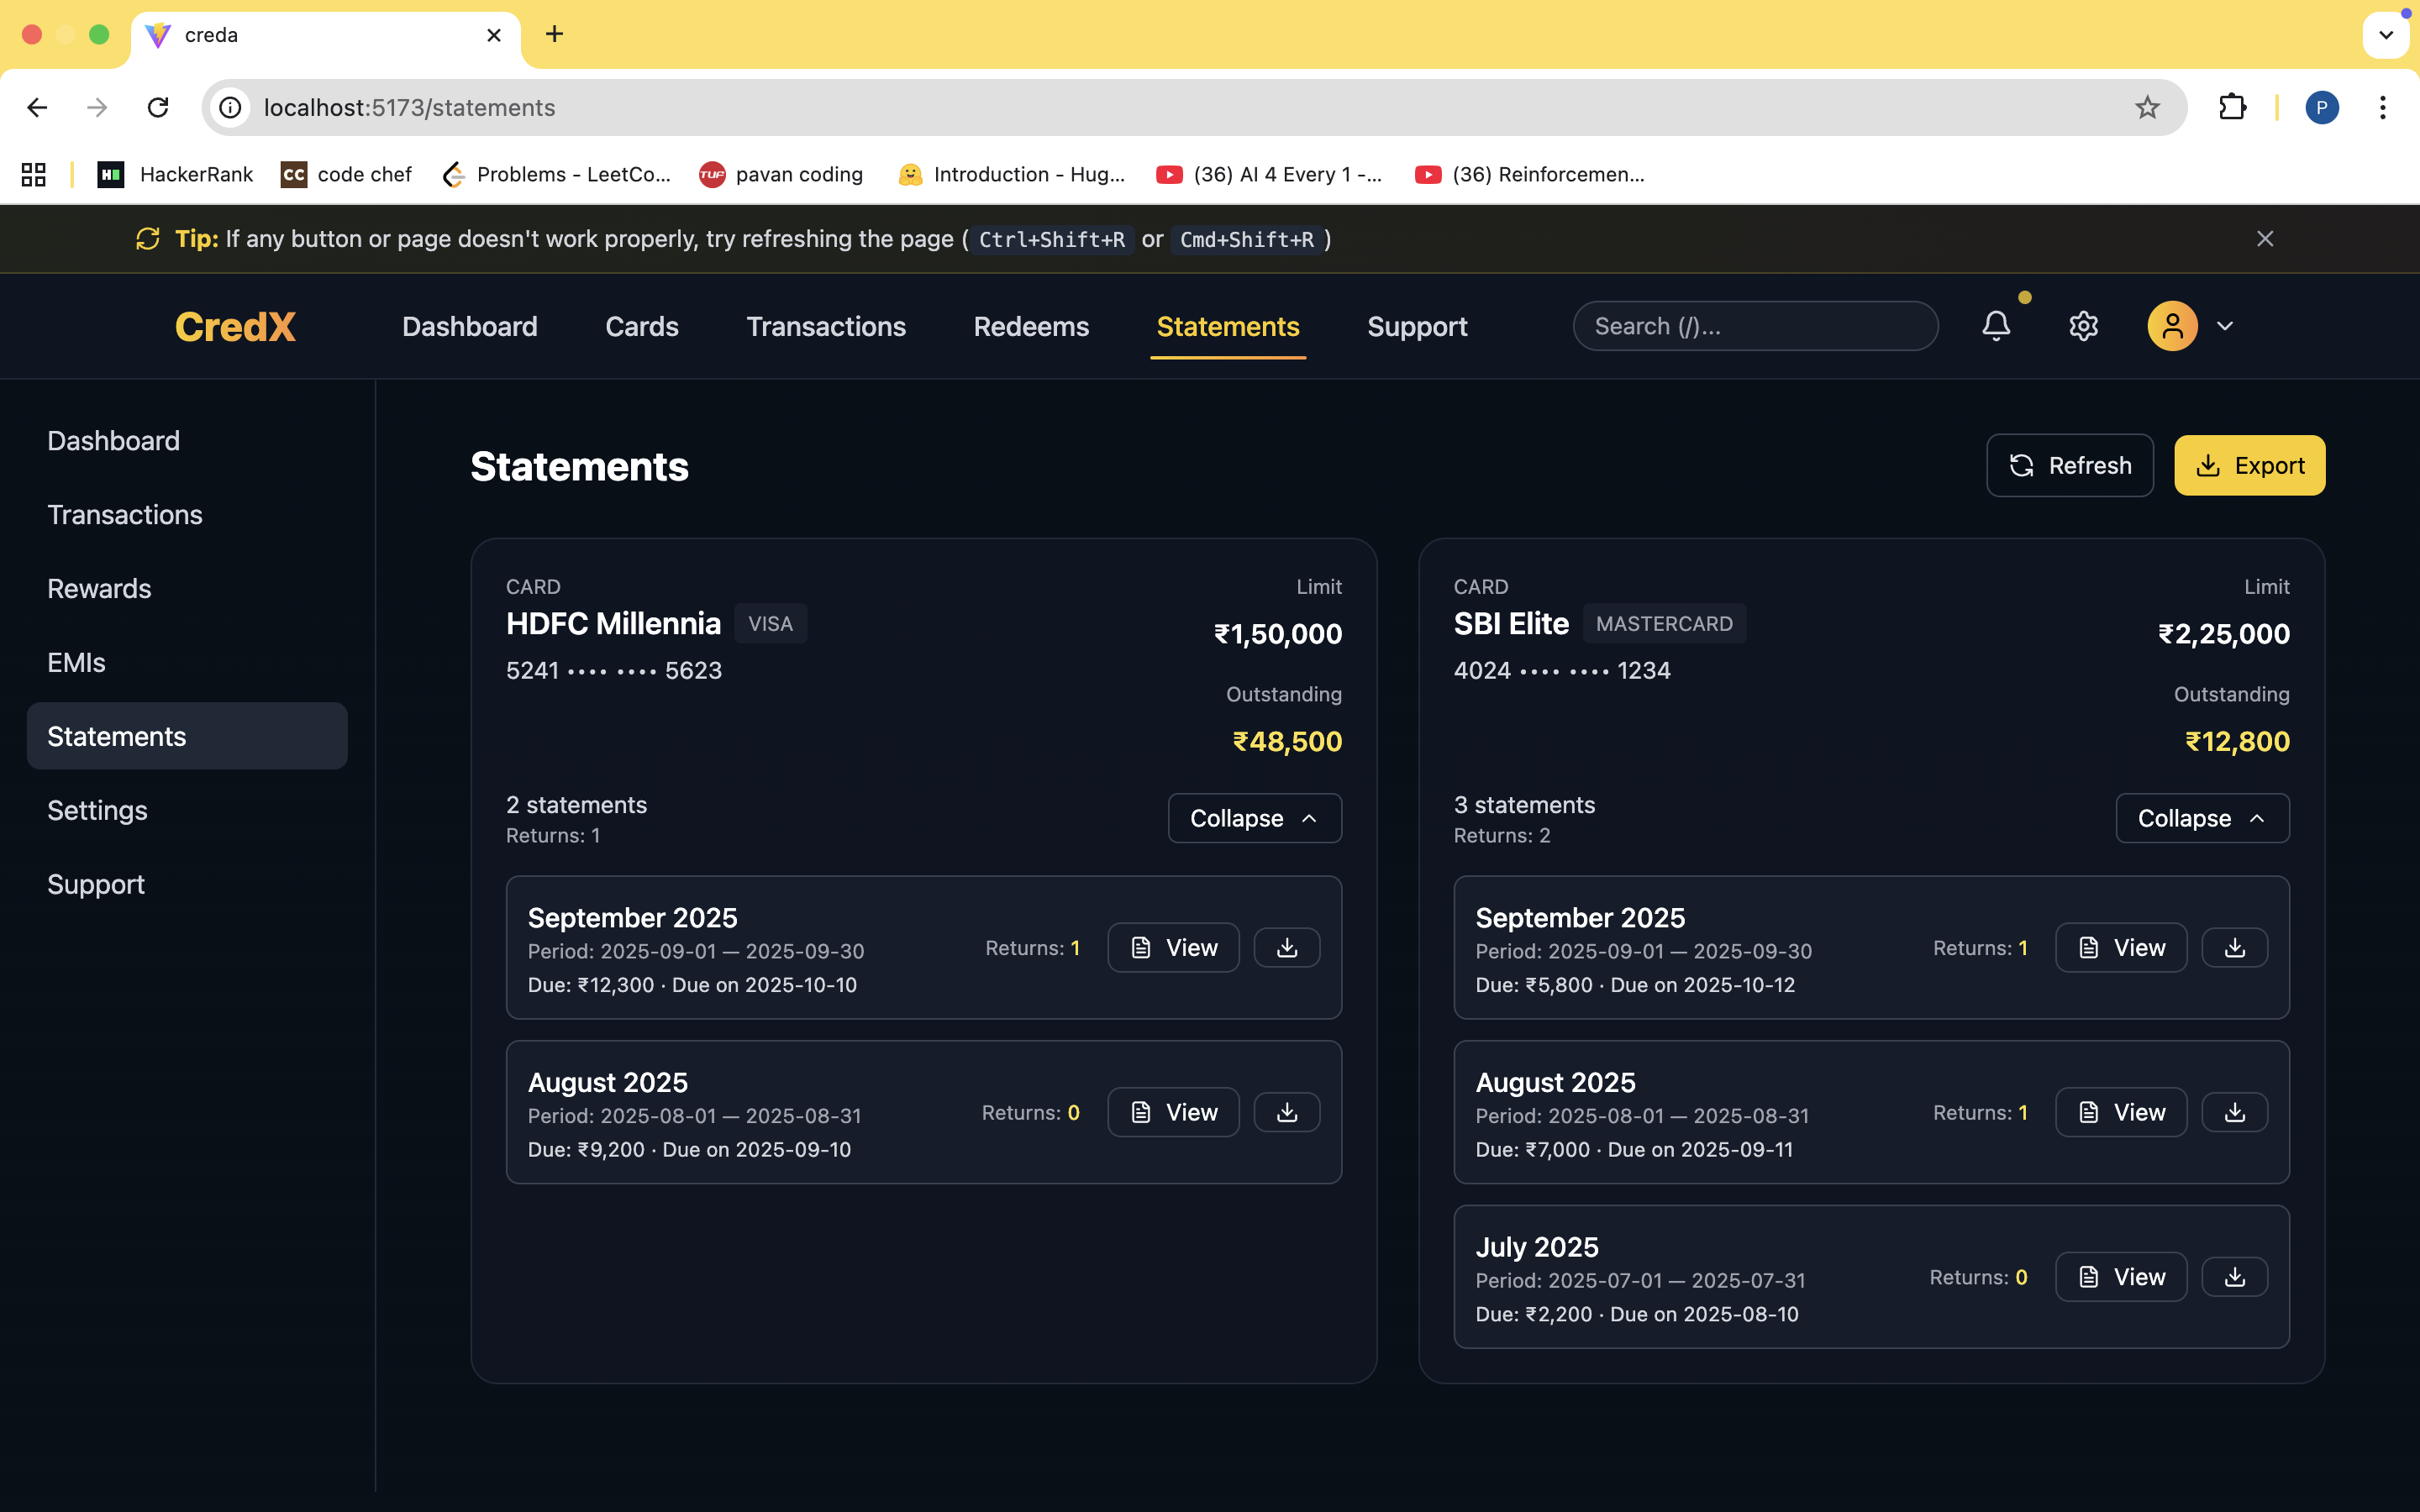 creda
localhost:5173/statements
HackerRank
code chef
Problems - LeetCo...
TUF pavan coding
Introduction - Hug...
(36) AI 4 Every 1 -...
(36) Reinforcemen...
P
Tip: If any button or page doesn't work properly, try refreshing the page ( Ctrl+Shift+R or Cmd+Shift+R )
CredX
Dashboard
Cards
Transactions
Redeems
Statements
Support
Search (/)...
Dashboard
Transactions
Rewards
EMIs
Statements
Settings
Support
Statements
Refresh
Export
CARD
Limit
HDFC Millennia VISA
₹1,50,000
5241 •••• •••• 5623
Outstanding
₹48,500
2 statements
Returns: 1
Collapse
September 2025
Period: 2025-09-01 — 2025-09-30
Due: ₹12,300 · Due on 2025-10-10
Returns: 1
View
August 2025
Period: 2025-08-01 — 2025-08-31
Due: ₹9,200 · Due on 2025-09-10
Returns: 0
View
CARD
Limit
SBI Elite MASTERCARD
₹2,25,000
4024 •••• •••• 1234
Outstanding
₹12,800
3 statements
Returns: 2
Collapse
September 2025
Period: 2025-09-01 — 2025-09-30
Due: ₹5,800 · Due on 2025-10-12
Returns: 1
View
August 2025
Period: 2025-08-01 — 2025-08-31
Due: ₹7,000 · Due on 2025-09-11
Returns: 1
View
July 2025
Period: 2025-07-01 — 2025-07-31
Due: ₹2,200 · Due on 2025-08-10
Returns: 0
View